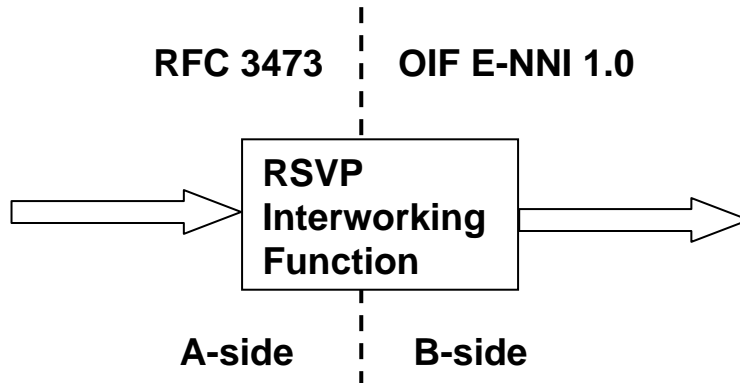 RFC 3473
OIF E-NNI 1.0
RSVP
Interworking
Function
A-side
B-side